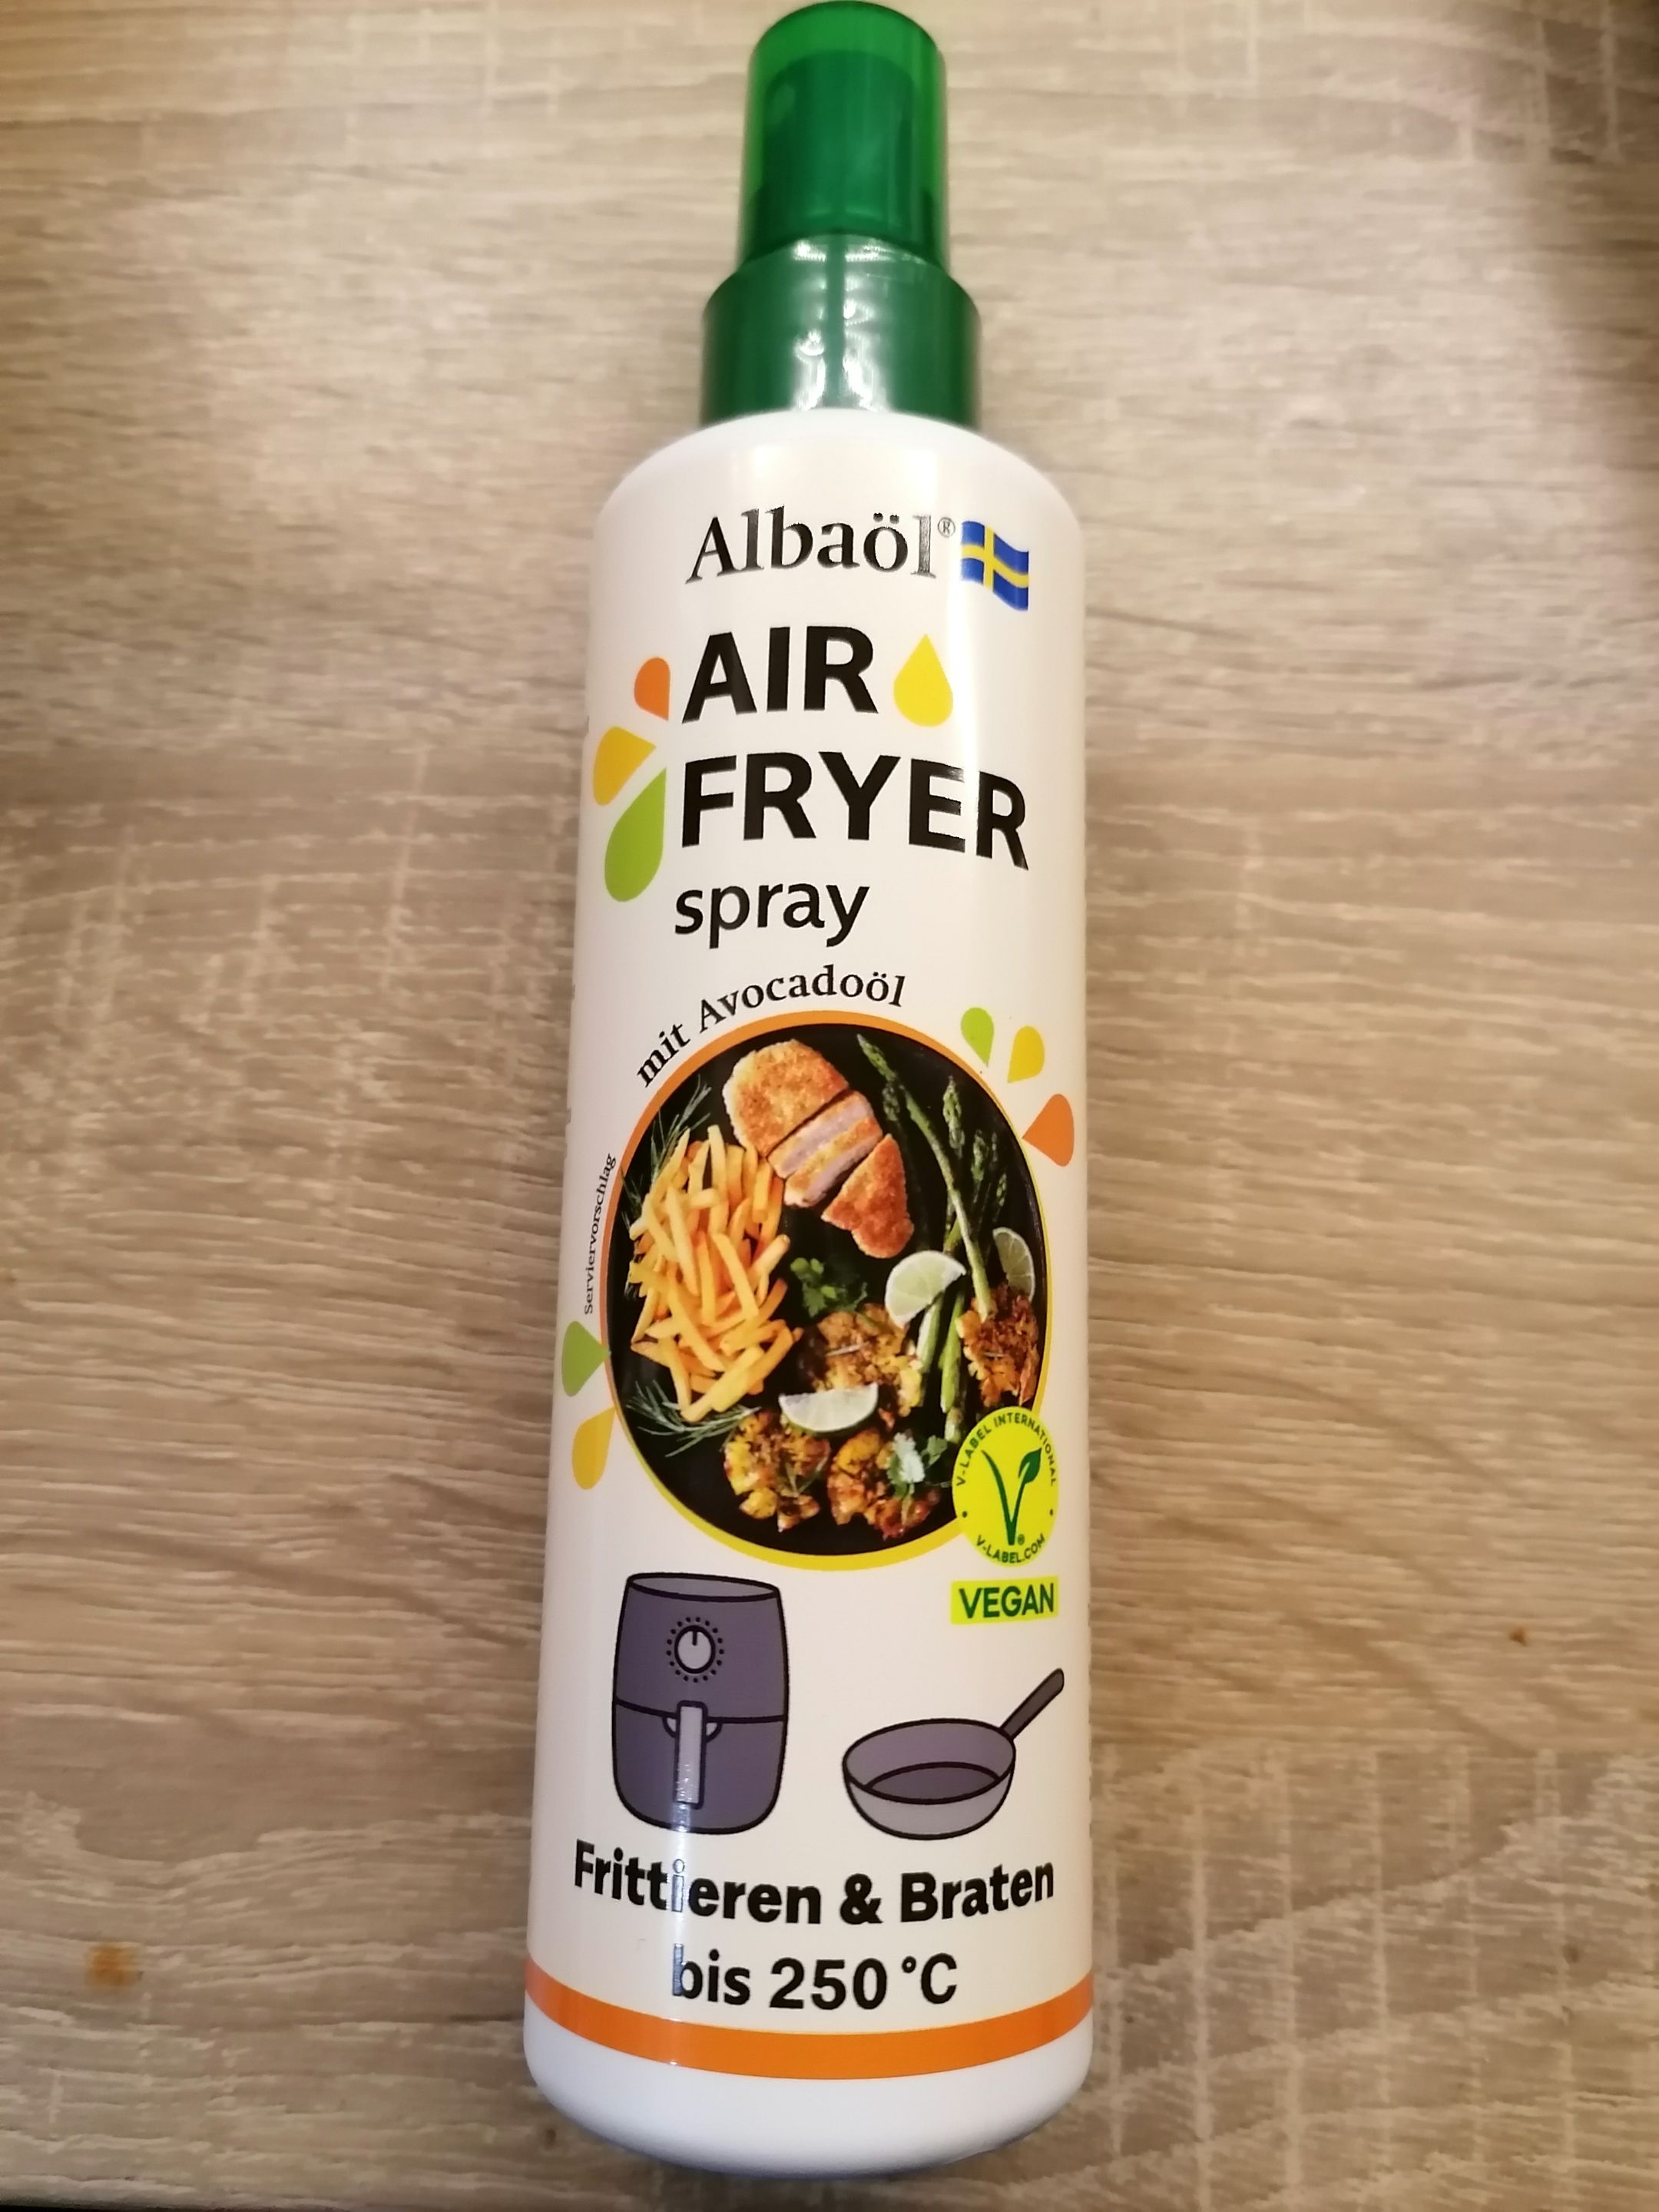 Albaöl®
AIR
FRYER
spray
mit Avocadoöl
Serviervorschlag
V-LABEL INTERNATIONAL
V®
V-LABEL.COM
VEGAN
Frittieren & Braten
bis 250 °C